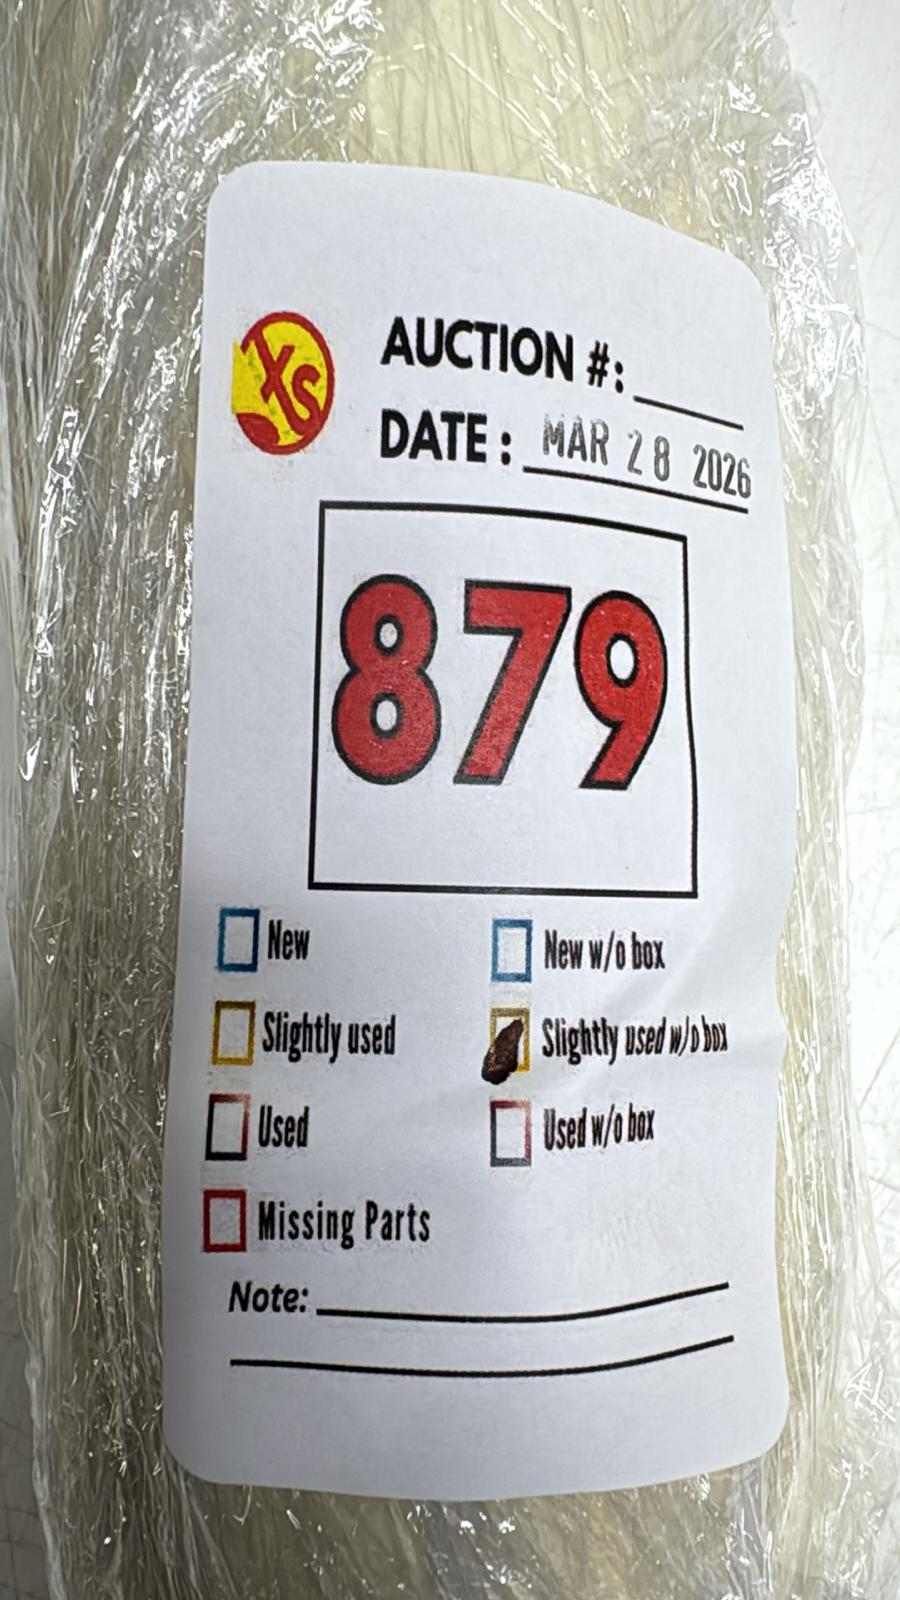 XS
AUCTION #:
DATE: MAR 28 2026
879
New
New w/o box
Slightly used
Slightly used w/o box
Used
Used w/o box
Missing Parts
Note: